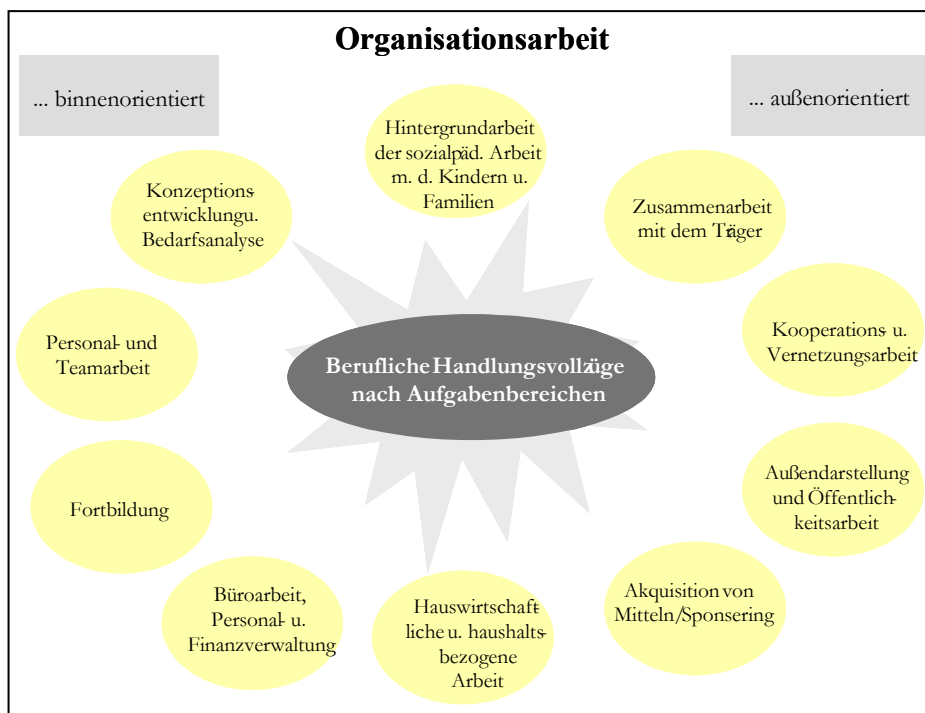 Organisationsarbeit
... binnenorientiert
... außenorientiert
Hintergrundarbeit
der sozialpäd. Arbeit
m. d. Kindern u.
Familien
Konzeptions-
entwicklungu.
Bedarfsanalyse
Zusammenarbeit
mit dem Träger
Personal- und
Teamarbeit
Kooperations- u.
Vernetzungsarbeit
Berufliche Handlungsvollzüge
nach Aufgabenbereichen
Fortbildung
Außendarstellung
und Öffentlich-
keitsarbeit
Büroarbeit,
Personal- u.
Finanzverwaltung
Hauswirtschaft-
liche u. haushalts-
bezogene
Arbeit
Akquisition von
Mitteln/Sponsering